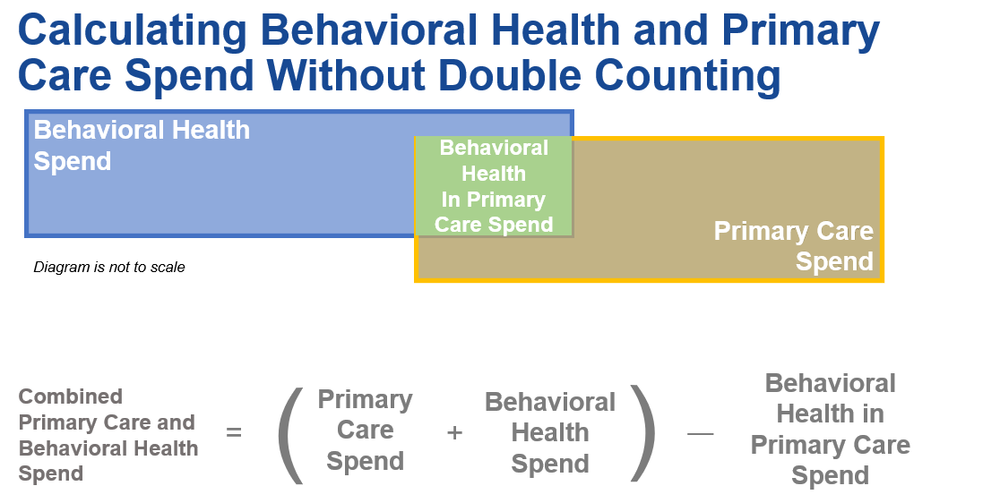 Calculating Behavioral Health and Primary
Care Spend Without Double Counting
Behavioral Health
Spend
Behavioral
Health
In Primary
Care Spend
Primary Care
Spend
Diagram is not to scale
Combined
Primary Care and
Behavioral Health
Spend
=
(
Primary
Care
Spend
+
Behavioral
Health
Spend
)
—
Behavioral
Health in
Primary Care
Spend